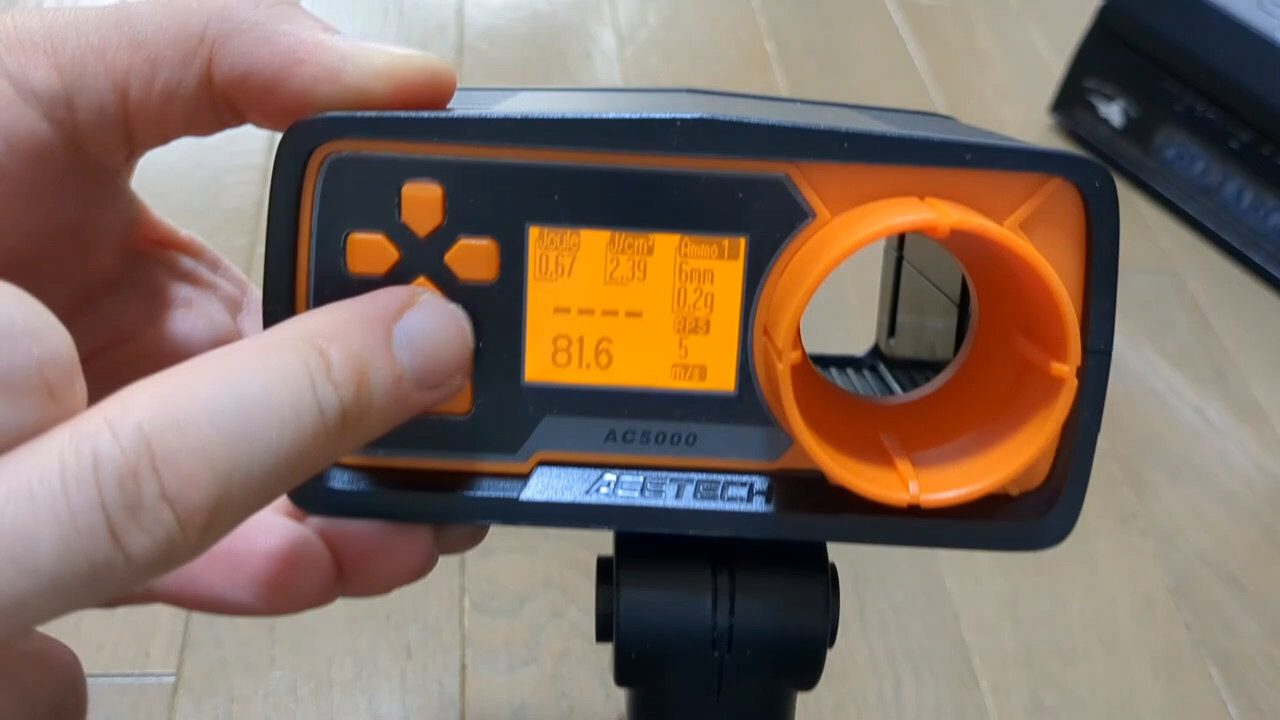 Joule J/cm² Ammo 1
0.67 2.39 6mm
0.2g
---- RPS
81.6 5
m/s
AC5000
ACETECH